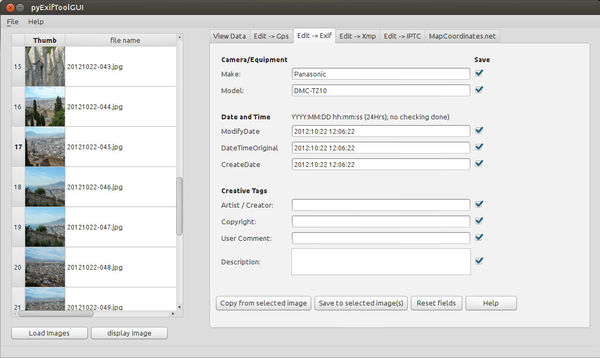 pyExifToolGUI
File Help
Thumb file name
15 20121022-043.jpg
16 20121022-044.jpg
17 20121022-045.jpg
18 20121022-046.jpg
19 20121022-047.jpg
20 20121022-048.jpg
21 20121022-049.jpg
Load Images display image
View Data Edit -> Gps Edit -> Exif Edit -> Xmp Edit -> IPTC MapCoordinates.net
Camera/Equipment Save
Make: Panasonic
Model: DMC-TZ10
Date and Time YYYY:MM:DD hh:mm:ss (24Hrs); no checking done)
ModifyDate 2012:10:22 12:06:22
DateTimeOriginal 2012:10:22 12:06:22
CreateDate 2012:10:22 12:06:22
Creative Tags
Artist / Creator:
Copyright:
User Comment:
Description:
Copy from selected image Save to selected image(s) Reset fields Help